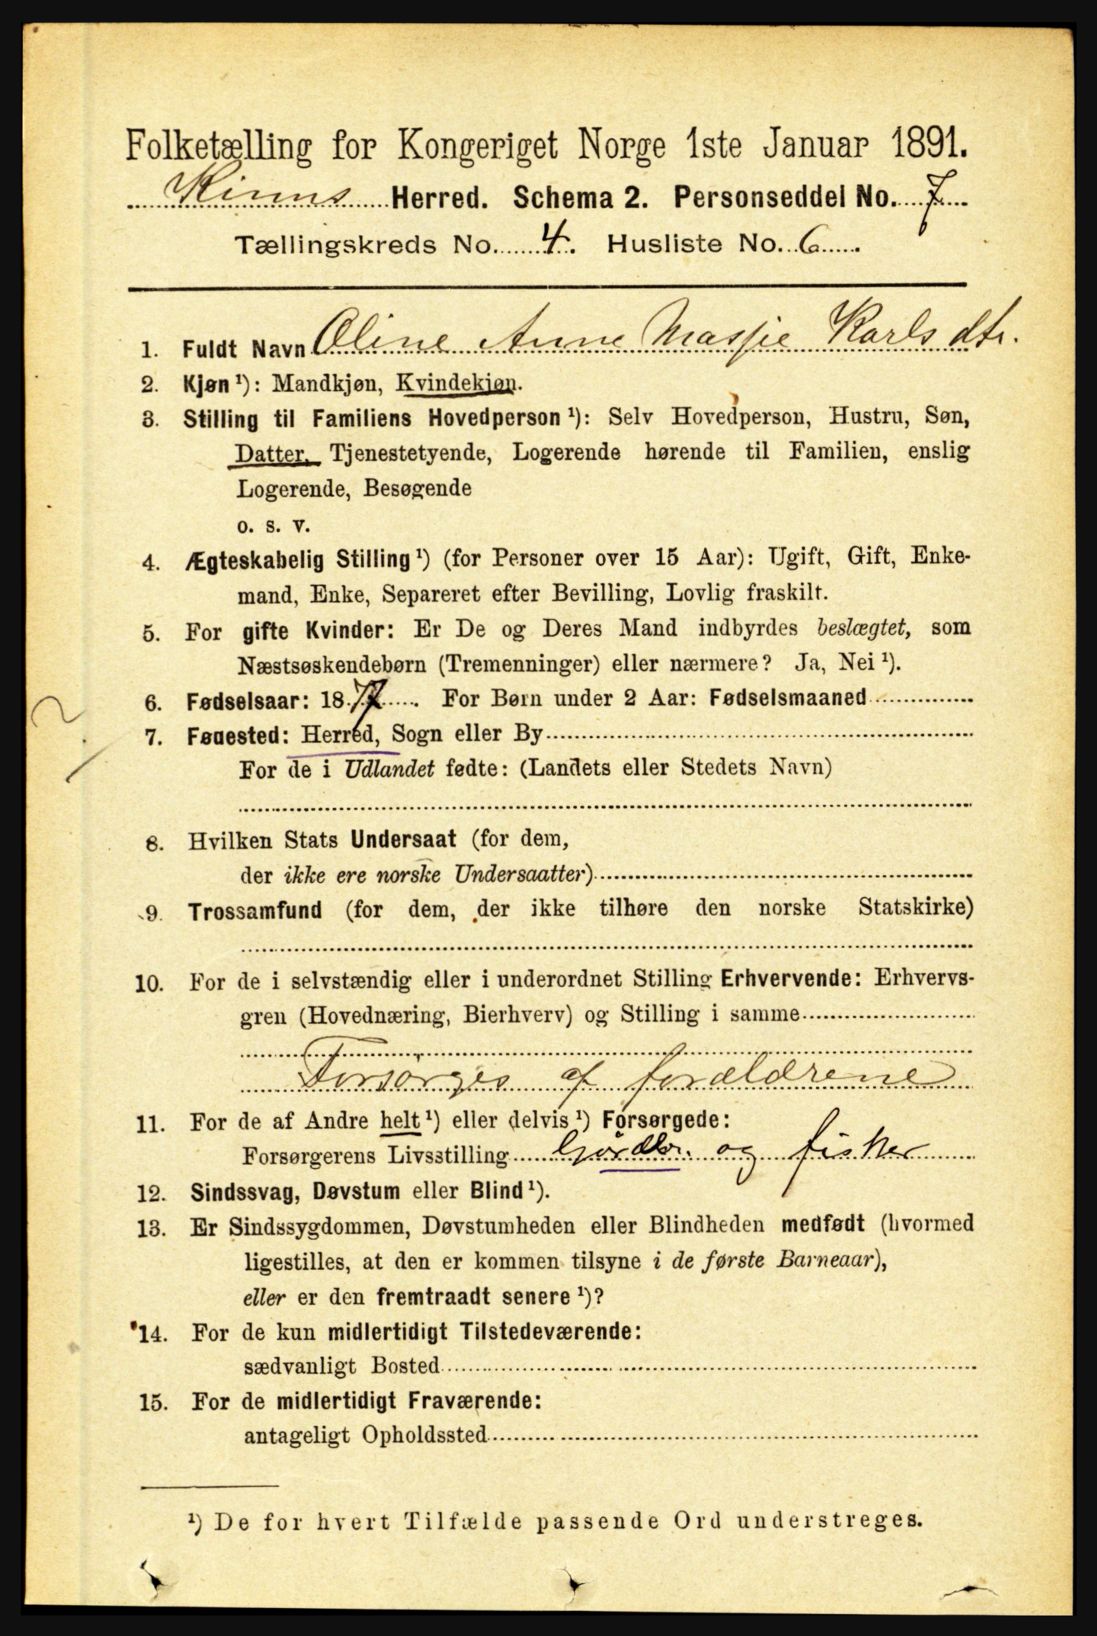 Folketælling for Kongeriget Norge 1ste Januar 1891.
Kinns Herred. Schema 2. Personseddel No. 7
Tællingskreds No. 4. Husliste No. 6.
1. Fuldt Navn Oline Anne Massie Karlsdtr.
2. Kjøn ¹): Mandkjøn, Kvindekjøn.
3. Stilling til Familiens Hovedperson ¹): Selv Hovedperson, Hustru, Søn,
Datter, Tjenestetyende, Logerende hørende til Familien, enslig
Logerende, Besøgende
o. s. v.
4. Ægteskabelig Stilling ¹) (for Personer over 15 Aar): Ugift, Gift, Enke-
mand, Enke, Separeret efter Bevilling, Lovlig fraskilt.
5. For gifte Kvinder: Er De og Deres Mand indbyrdes beslægtet, som
Næstsøskendebørn (Tremenninger) eller nærmere? Ja, Nei ¹).
6. Fødselsaar: 1877. For Børn under 2 Aar: Fødselsmaaned
7. Fødested: Herred, Sogn eller By
For de i Udlandet fødte: (Landets eller Stedets Navn)
8. Hvilken Stats Undersaat (for dem,
der ikke ere norske Undersaatter)
9. Trossamfund (for dem, der ikke tilhøre den norske Statskirke)
10. For de i selvstændig eller i underordnet Stilling Erhvervende: Erhvervs-
gren (Hovednæring, Bierhverv) og Stilling i samme
Forsørges af forældrene
11. For de af Andre helt ¹) eller delvis ¹) Forsørgede:
Forsørgerens Livsstilling og fisker
12. Sindssvag, Døvstum eller Blind ¹).
13. Er Sindssygdommen, Døvstumheden eller Blindheden medfødt (hvormed
ligestilles, at den er kommen tilsyne i de første Barneaar),
eller er den fremtraadt senere ¹)?
14. For de kun midlertidigt Tilstedeværende:
sædvanligt Bosted
15. For de midlertidigt Fraværende:
antageligt Opholdssted
¹) De for hvert Tilfælde passende Ord understreges.